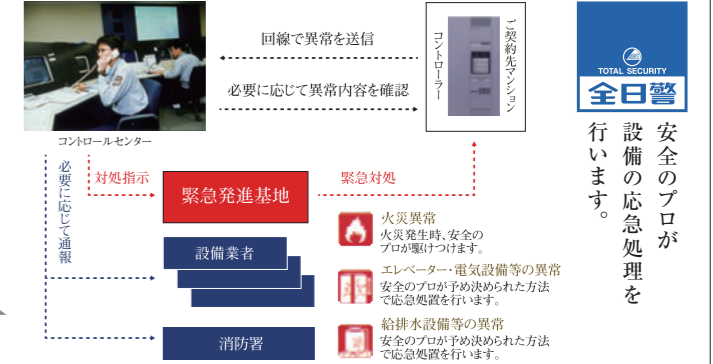 回線で異常を送信
必要に応じて異常内容を確認
コントロールセンター
ご契約先マンション
コントローラー
必要に応じて通報
対処指示
緊急発進基地
緊急対処
設備業者
消防署
火災異常
火災発生時、安全の
プロが駆けつけます。
エレベーター・電気設備等の異常
安全のプロが予め決められた方法
で応急処置を行います。
給排水設備等の異常
安全のプロが予め決められた方法
で応急処置を行います。
TOTAL SECURITY
全日警
安全のプロが
設備の応急処理を
行います。